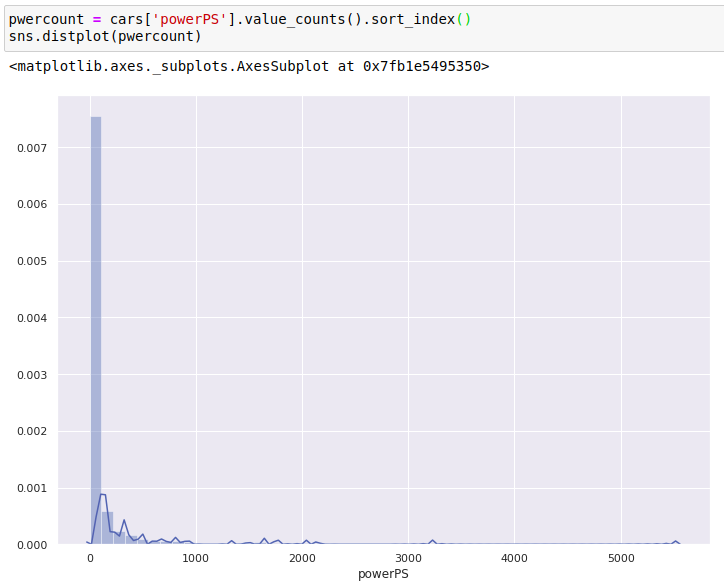 pwercount = cars['powerPS'].value_counts().sort_index()
sns.distplot(pwercount)
<matplotlib.axes._subplots.AxesSubplot at 0x7fb1e5495350>
0.007
0.006
0.005
0.004
0.003
0.002
0.001
0.000
0 1000 2000 3000 4000 5000
powerPS